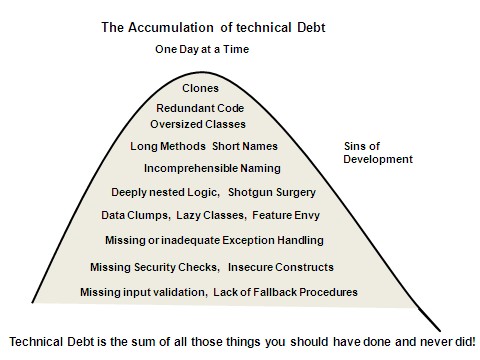 The Accumulation of technical Debt
One Day at a Time
Clones
Redundant Code
Oversized Classes
Long Methods Short Names
Incomprehensible Naming
Deeply nested Logic, Shotgun Surgery
Data Clumps, Lazy Classes, Feature Envy
Missing or inadequate Exception Handling
Missing Security Checks, Insecure Constructs
Missing input validation, Lack of Fallback Procedures
Sins of
Development
Technical Debt is the sum of all those things you should have done and never did!